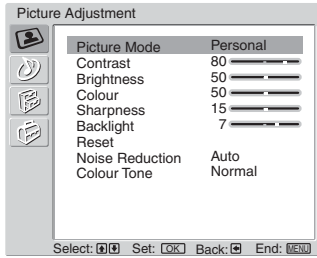 Picture Adjustment
Picture Mode Personal
Contrast 80
Brightness 50
Colour 50
Sharpness 15
Backlight 7
Reset
Noise Reduction Auto
Colour Tone Normal
Select: Set: OK Back: End: MENU